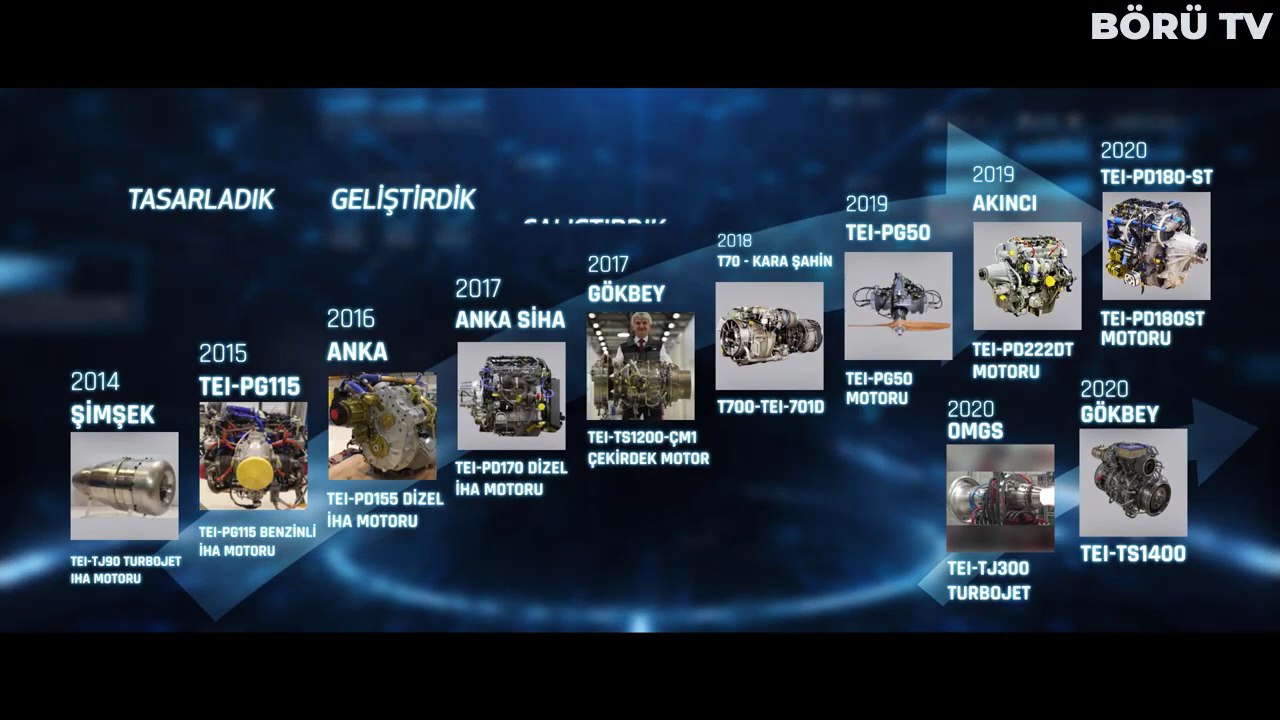 BÖRÜ TV
TASARLADIK
GELİŞTİRDİK
ÇALIŞTIRDIK
2014
ŞİMŞEK
TEI-TJ90 TURBOJET
IHA MOTORU
2015
TEI-PG115
TEI-PG115 BENZİNLİ
İHA MOTORU
2016
ANKA
TEI-PD155 DİZEL
İHA MOTORU
2017
ANKA SİHA
TEI-PD170 DİZEL
İHA MOTORU
2017
GÖKBEY
TEI-TS1200-ÇM1
ÇEKİRDEK MOTOR
2018
T70 - KARA ŞAHİN
T700-TEI-701D
2019
TEI-PG50
TEI-PG50
MOTORU
2019
AKINCI
TEI-PD222DT
MOTORU
2020
TEI-PD180-ST
TEI-PD180ST
MOTORU
2020
OMGS
TEI-TJ300
TURBOJET
2020
GÖKBEY
TEI-TS1400